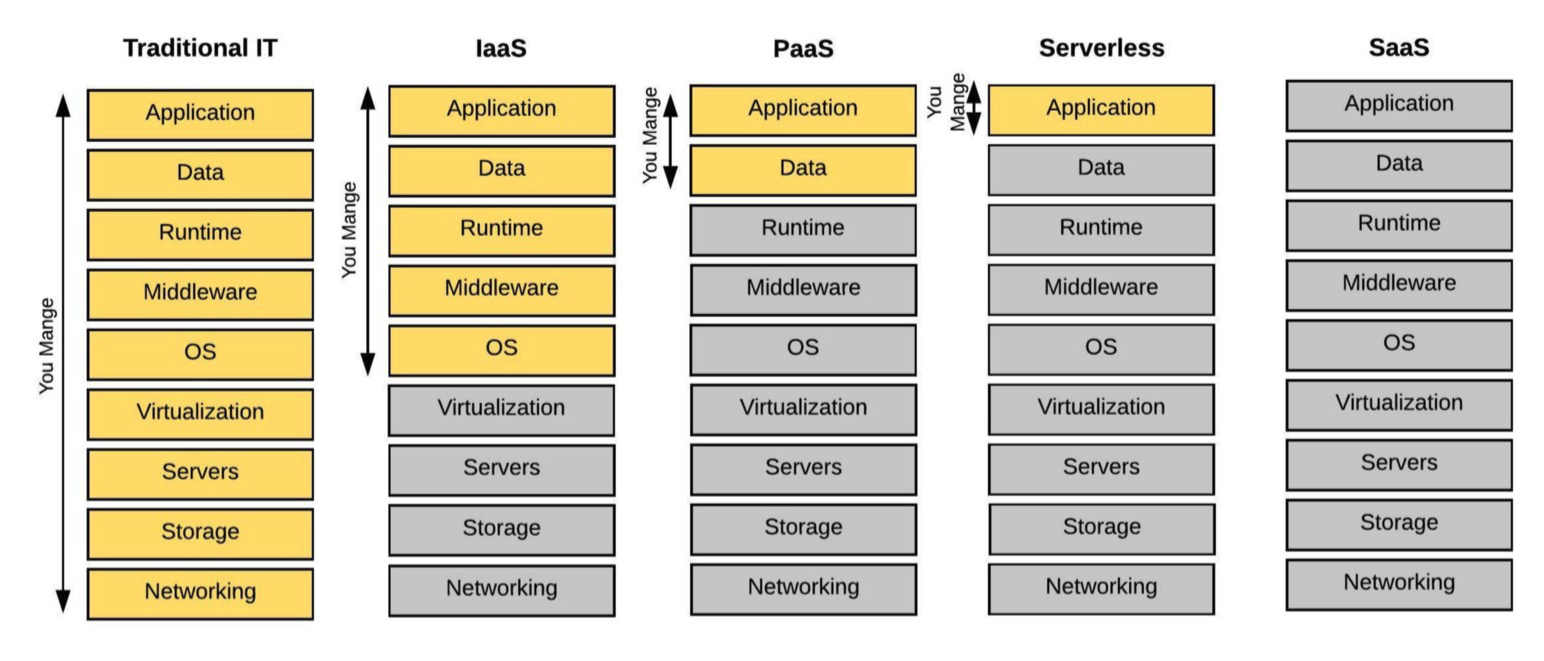 Traditional IT
You Mange
Application
Data
Runtime
Middleware
OS
Virtualization
Servers
Storage
Networking
IaaS
You Mange
Application
Data
Runtime
Middleware
OS
Virtualization
Servers
Storage
Networking
PaaS
You Mange
Application
Data
Runtime
Middleware
OS
Virtualization
Servers
Storage
Networking
Serverless
You
Mange
Application
Data
Runtime
Middleware
OS
Virtualization
Servers
Storage
Networking
SaaS
Application
Data
Runtime
Middleware
OS
Virtualization
Servers
Storage
Networking